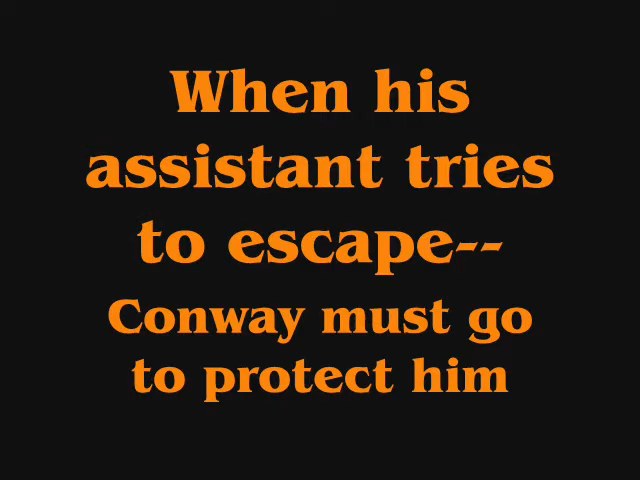 When his
assistant tries
to escape--
Conway must go
to protect him